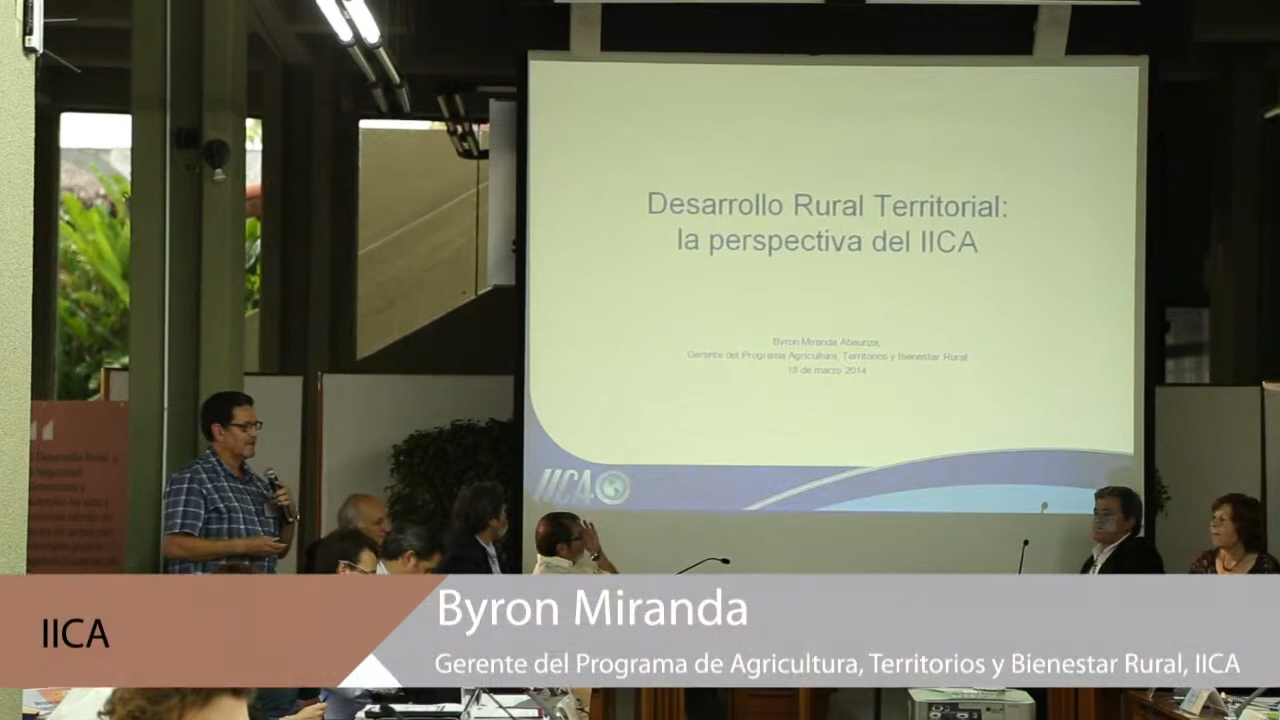 Desarrollo Rural Territorial:
la perspectiva del IICA
Byron Miranda Abaunza,
Gerente del Programa Agricultura, Territorios y Bienestar Rural
18 de marzo 2014
IICA
Desarrollo Rural y
Seguridad
IICA
Byron Miranda
Gerente del Programa de Agricultura, Territorios y Bienestar Rural, IICA